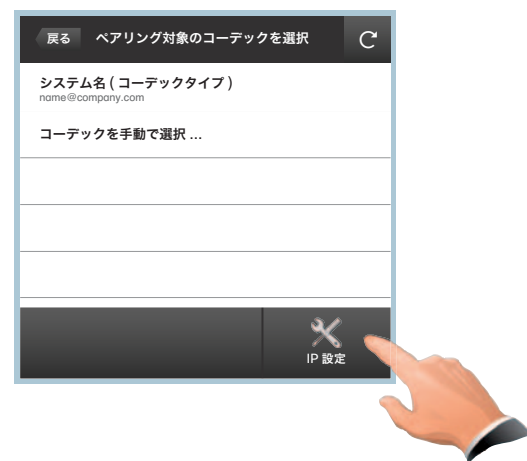 戻る ペアリング対象のコーデックを選択
システム名 ( コーデックタイプ )
name@company.com
コーデックを手動で選択 ...
IP 設定